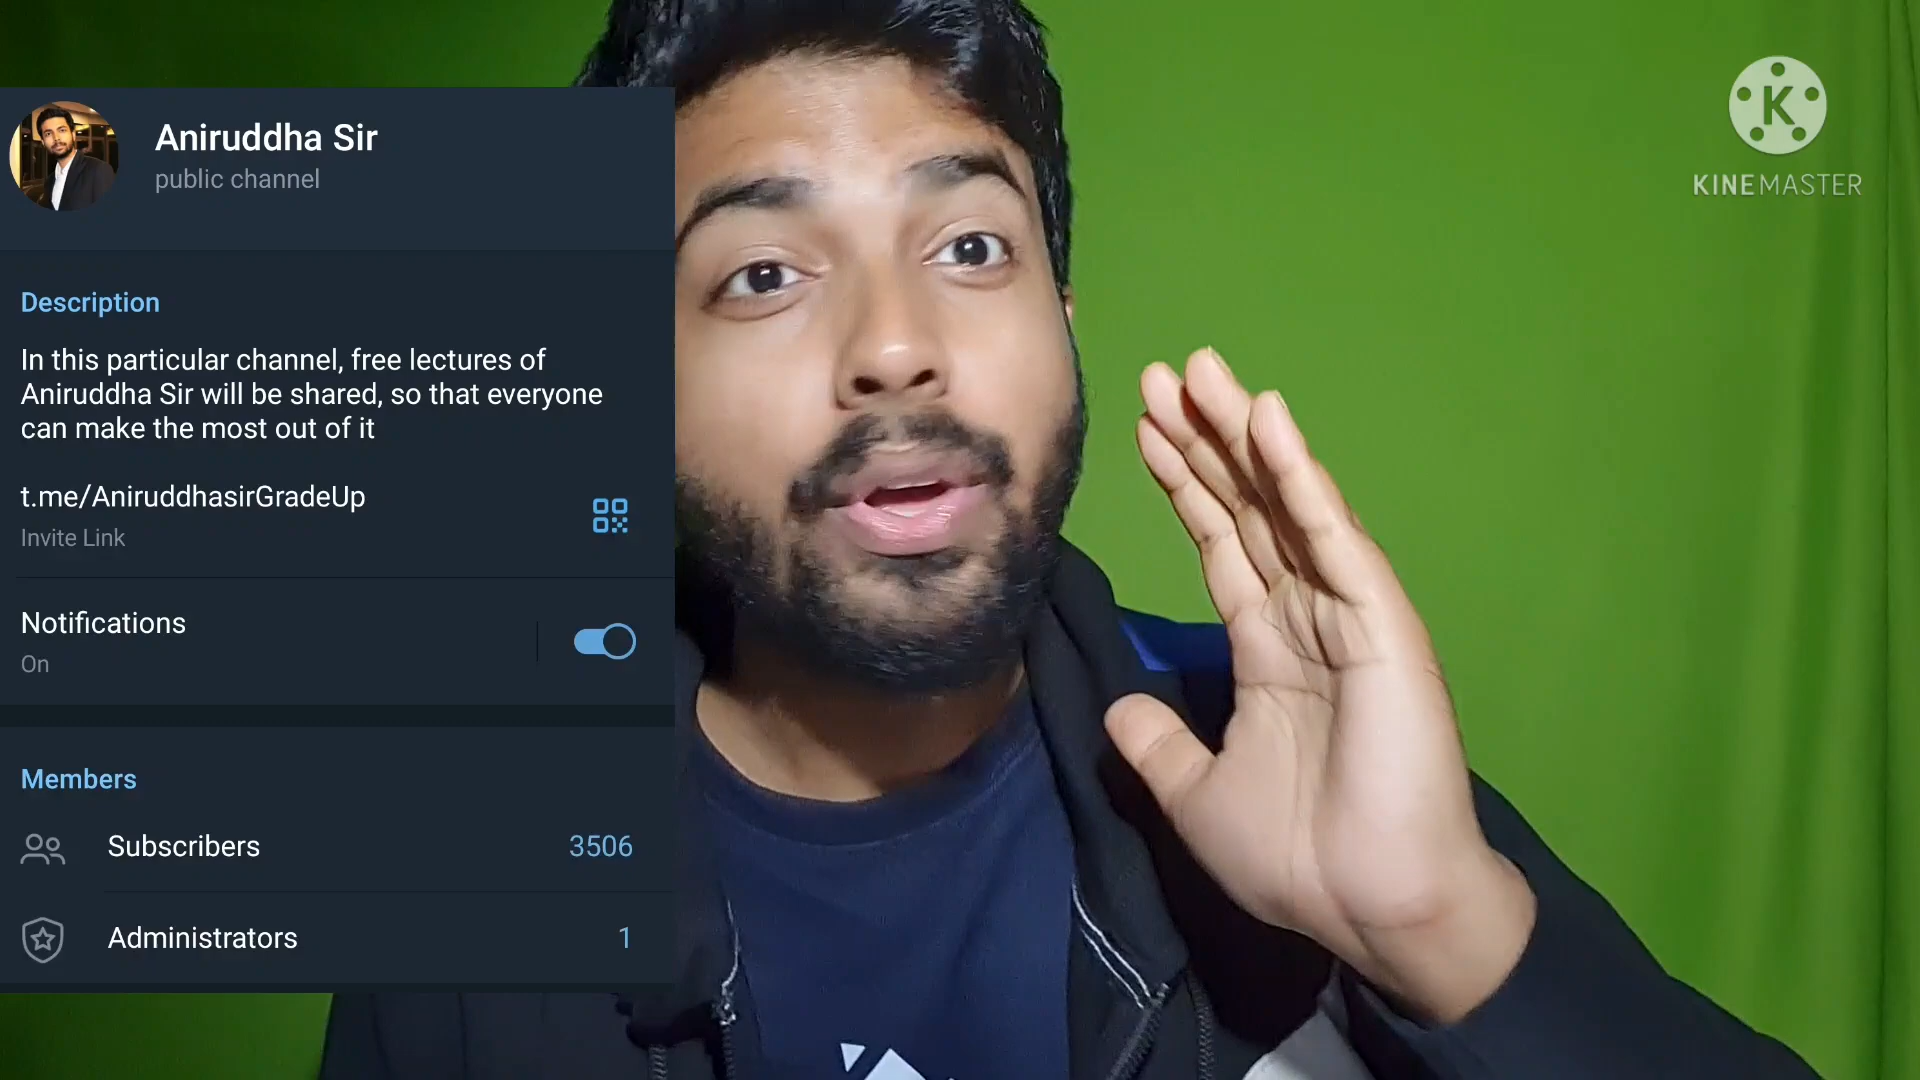 Aniruddha Sir
public channel
Description
In this particular channel, free lectures of
Aniruddha Sir will be shared, so that everyone
can make the most out of it
t.me/AniruddhasirGradeUp
Invite Link
Notifications
On
Members
Subscribers 3506
Administrators 1
K
KINEMASTER